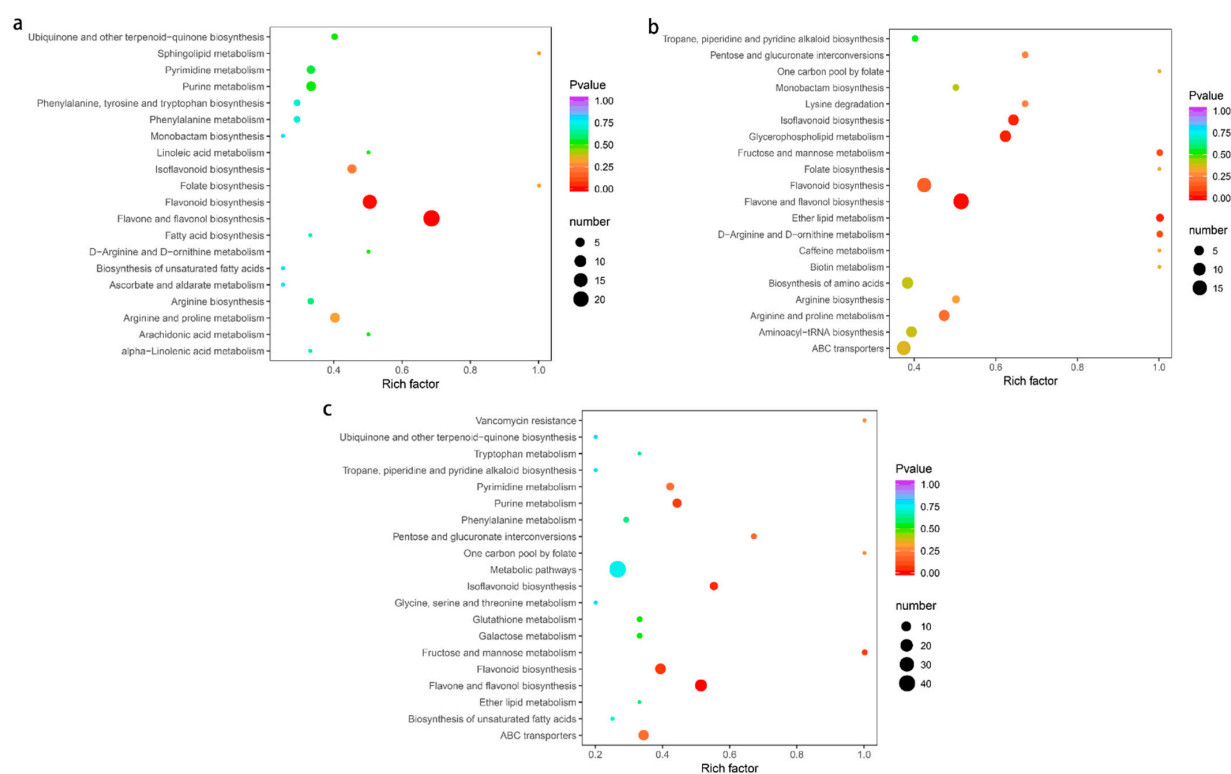 a
Ubiquinone and other terpenoid−quinone biosynthesis
Sphingolipid metabolism
Pyrimidine metabolism
Purine metabolism
Phenylalanine, tyrosine and tryptophan biosynthesis
Phenylalanine metabolism
Monobactam biosynthesis
Linoleic acid metabolism
Isoflavonoid biosynthesis
Folate biosynthesis
Flavonoid biosynthesis
Flavone and flavonol biosynthesis
Fatty acid biosynthesis
D−Arginine and D−ornithine metabolism
Biosynthesis of unsaturated fatty acids
Ascorbate and aldarate metabolism
Arginine biosynthesis
Arginine and proline metabolism
Arachidonic acid metabolism
alpha−Linolenic acid metabolism
0.4 0.6 0.8 1.0
Rich factor
Pvalue
1.00
0.75
0.50
0.25
0.00
number
5
10
15
20
b
Tropane, piperidine and pyridine alkaloid biosynthesis
Pentose and glucuronate interconversions
One carbon pool by folate
Monobactam biosynthesis
Lysine degradation
Isoflavonoid biosynthesis
Glycerophospholipid metabolism
Fructose and mannose metabolism
Folate biosynthesis
Flavonoid biosynthesis
Flavone and flavonol biosynthesis
Ether lipid metabolism
D−Arginine and D−ornithine metabolism
Caffeine metabolism
Biotin metabolism
Biosynthesis of amino acids
Arginine biosynthesis
Arginine and proline metabolism
Aminoacyl−tRNA biosynthesis
ABC transporters
0.4 0.6 0.8 1.0
Rich factor
Pvalue
1.00
0.75
0.50
0.25
0.00
number
5
10
15
c
Vancomycin resistance
Ubiquinone and other terpenoid−quinone biosynthesis
Tryptophan metabolism
Tropane, piperidine and pyridine alkaloid biosynthesis
Pyrimidine metabolism
Purine metabolism
Phenylalanine metabolism
Pentose and glucuronate interconversions
One carbon pool by folate
Metabolic pathways
Isoflavonoid biosynthesis
Glycine, serine and threonine metabolism
Glutathione metabolism
Galactose metabolism
Fructose and mannose metabolism
Flavonoid biosynthesis
Flavone and flavonol biosynthesis
Ether lipid metabolism
Biosynthesis of unsaturated fatty acids
ABC transporters
0.2 0.4 0.6 0.8 1.0
Rich factor
Pvalue
1.00
0.75
0.50
0.25
0.00
number
10
20
30
40